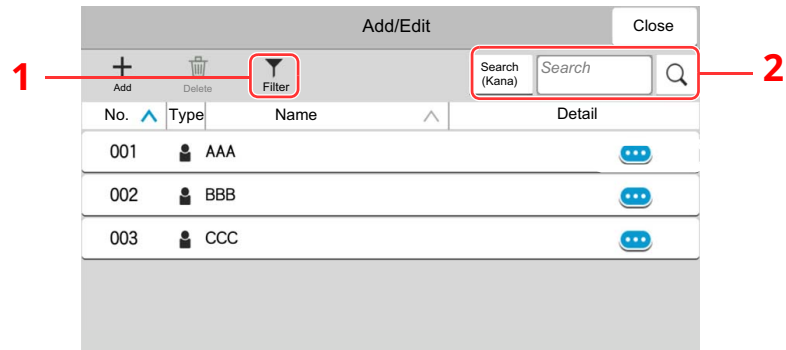 Add/Edit Close
1 Add Delete Filter Search (Kana) Search 2
No. Type Name Detail
001 AAA
002 BBB
003 CCC